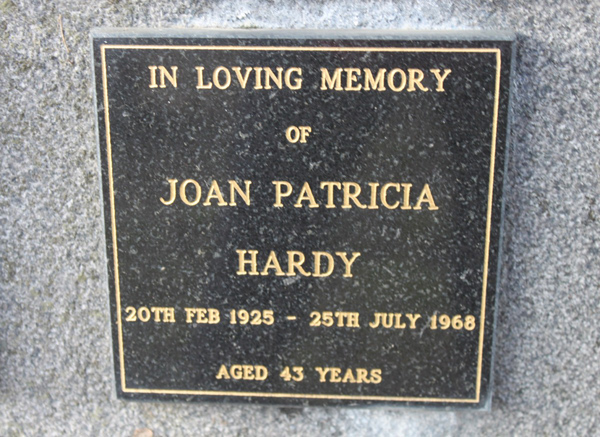 IN LOVING MEMORY
OF
JOAN PATRICIA
HARDY
20TH FEB 1925 - 25TH JULY 1968
AGED 43 YEARS